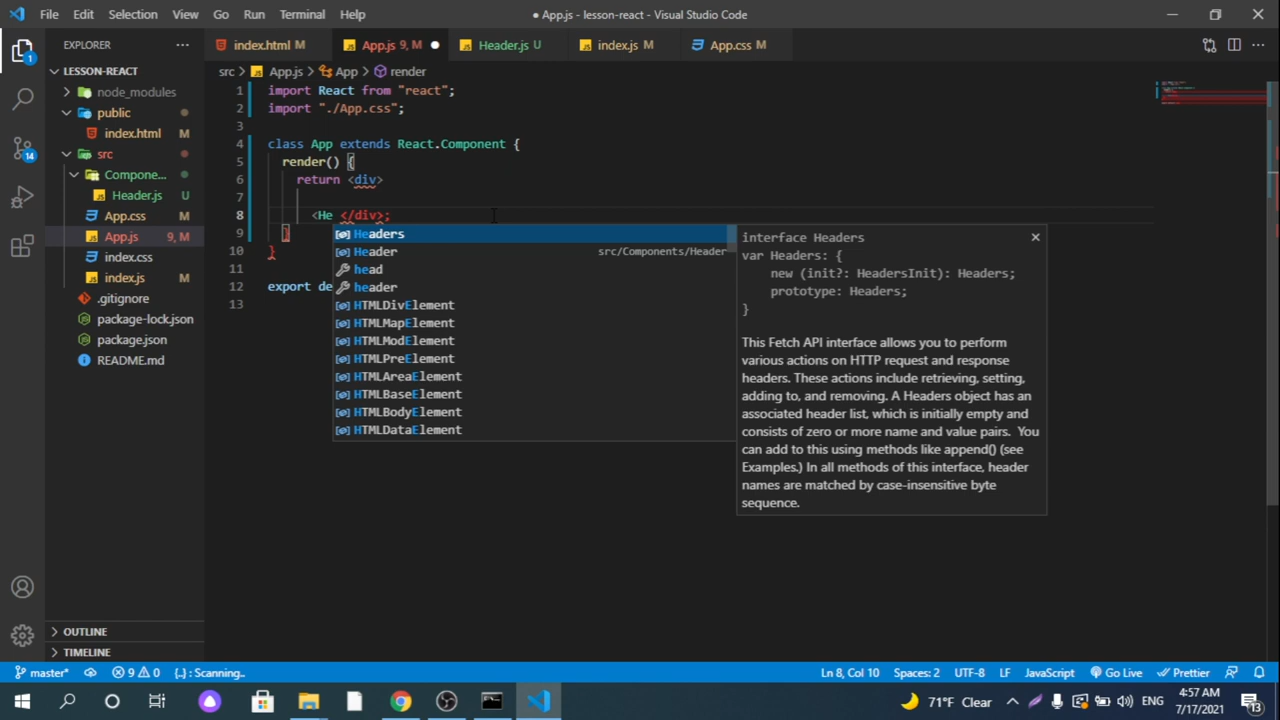 File Edit Selection View Go Run Terminal Help
● App.js - lesson-react - Visual Studio Code
EXPLORER
index.html M
App.js 9, M
Header.js U
index.js M
App.css M
LESSON-REACT
node_modules
public
index.html M
src
Compone...
Header.js U
App.css M
App.js 9, M
index.css
index.js M
.gitignore
package-lock.json
package.json
README.md
OUTLINE
TIMELINE
1
14
src > App.js > App > render
1 import React from "react";
2 import "./App.css";
3
4 class App extends React.Component {
5 render() {
6 return <div>
7
8 <He </div>;
9 }
10 }
11
12 export de
13
Headers
Header src/Components/Header
head
header
HTMLDivElement
HTMLMapElement
HTMLModElement
HTMLPreElement
HTMLAreaElement
HTMLBaseElement
HTMLBodyElement
HTMLDataElement
interface Headers
var Headers: {
new (init?: HeadersInit): Headers;
prototype: Headers;
}
This Fetch API interface allows you to perform
various actions on HTTP request and response
headers. These actions include retrieving, setting,
adding to, and removing. A Headers object has an
associated header list, which is initially empty and
consists of zero or more name and value pairs.  You
can add to this using methods like append() (see
Examples.) In all methods of this interface, header
names are matched by case-insensitive byte
sequence.
master* 9 0 {..} : Scanning.. Ln 8, Col 10 Spaces: 2 UTF-8 LF JavaScript Go Live Prettier
71°F Clear ENG 4:57 AM
7/17/2021 13